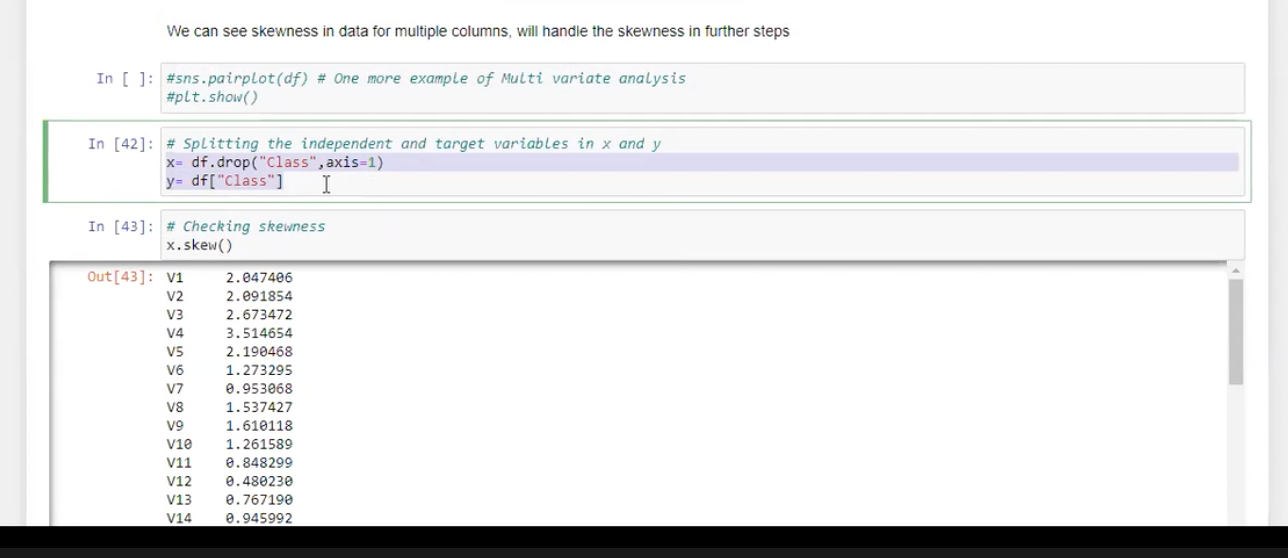 We can see skewness in data for multiple columns, will handle the skewness in further steps
In [ ]: #sns.pairplot(df) # One more example of Multi variate analysis
#plt.show()
In [42]: # Splitting the independent and target variables in x and y
x= df.drop("Class",axis=1)
y= df["Class"]
In [43]: # Checking skewness
x.skew()
Out[43]: V1 2.047406
V2 2.091854
V3 2.673472
V4 3.514654
V5 2.190468
V6 1.273295
V7 0.953068
V8 1.537427
V9 1.610118
V10 1.261589
V11 0.848299
V12 0.480230
V13 0.767190
V14 0.945992